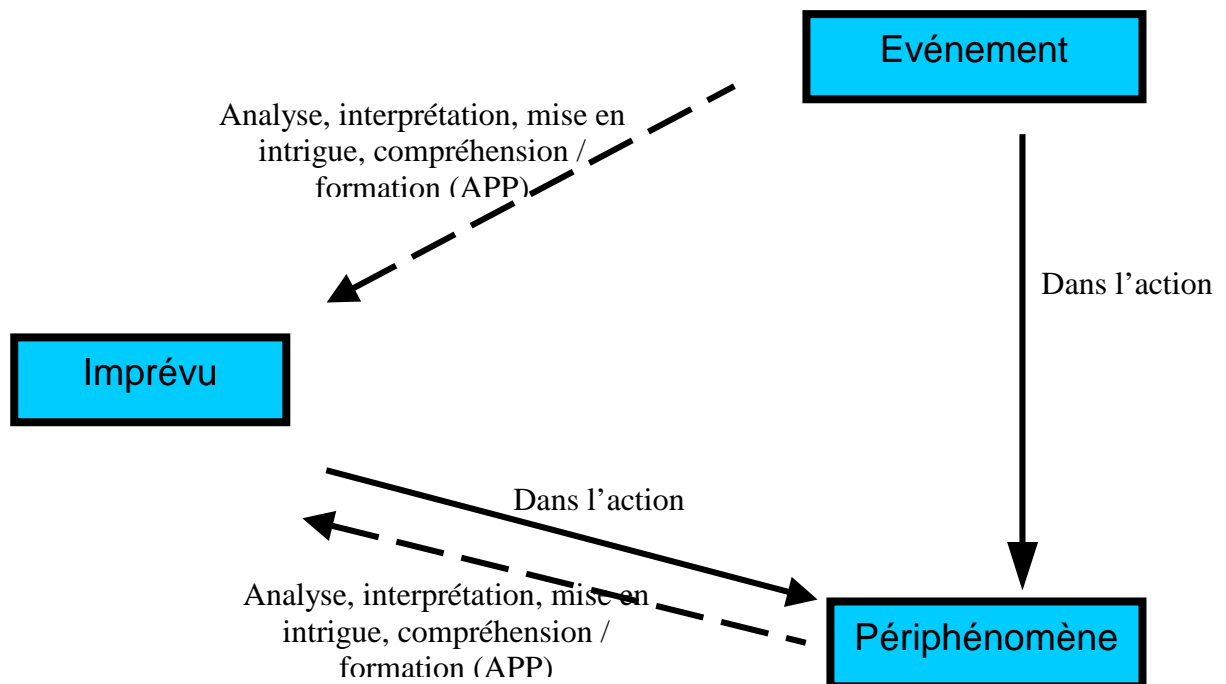 Evénement
Analyse, interprétation, mise en
intrigue, compréhension /
formation (APP)
Dans l’action
Imprévu
Dans l’action
Analyse, interprétation, mise en
intrigue, compréhension /
formation (APP)
Périphénomène